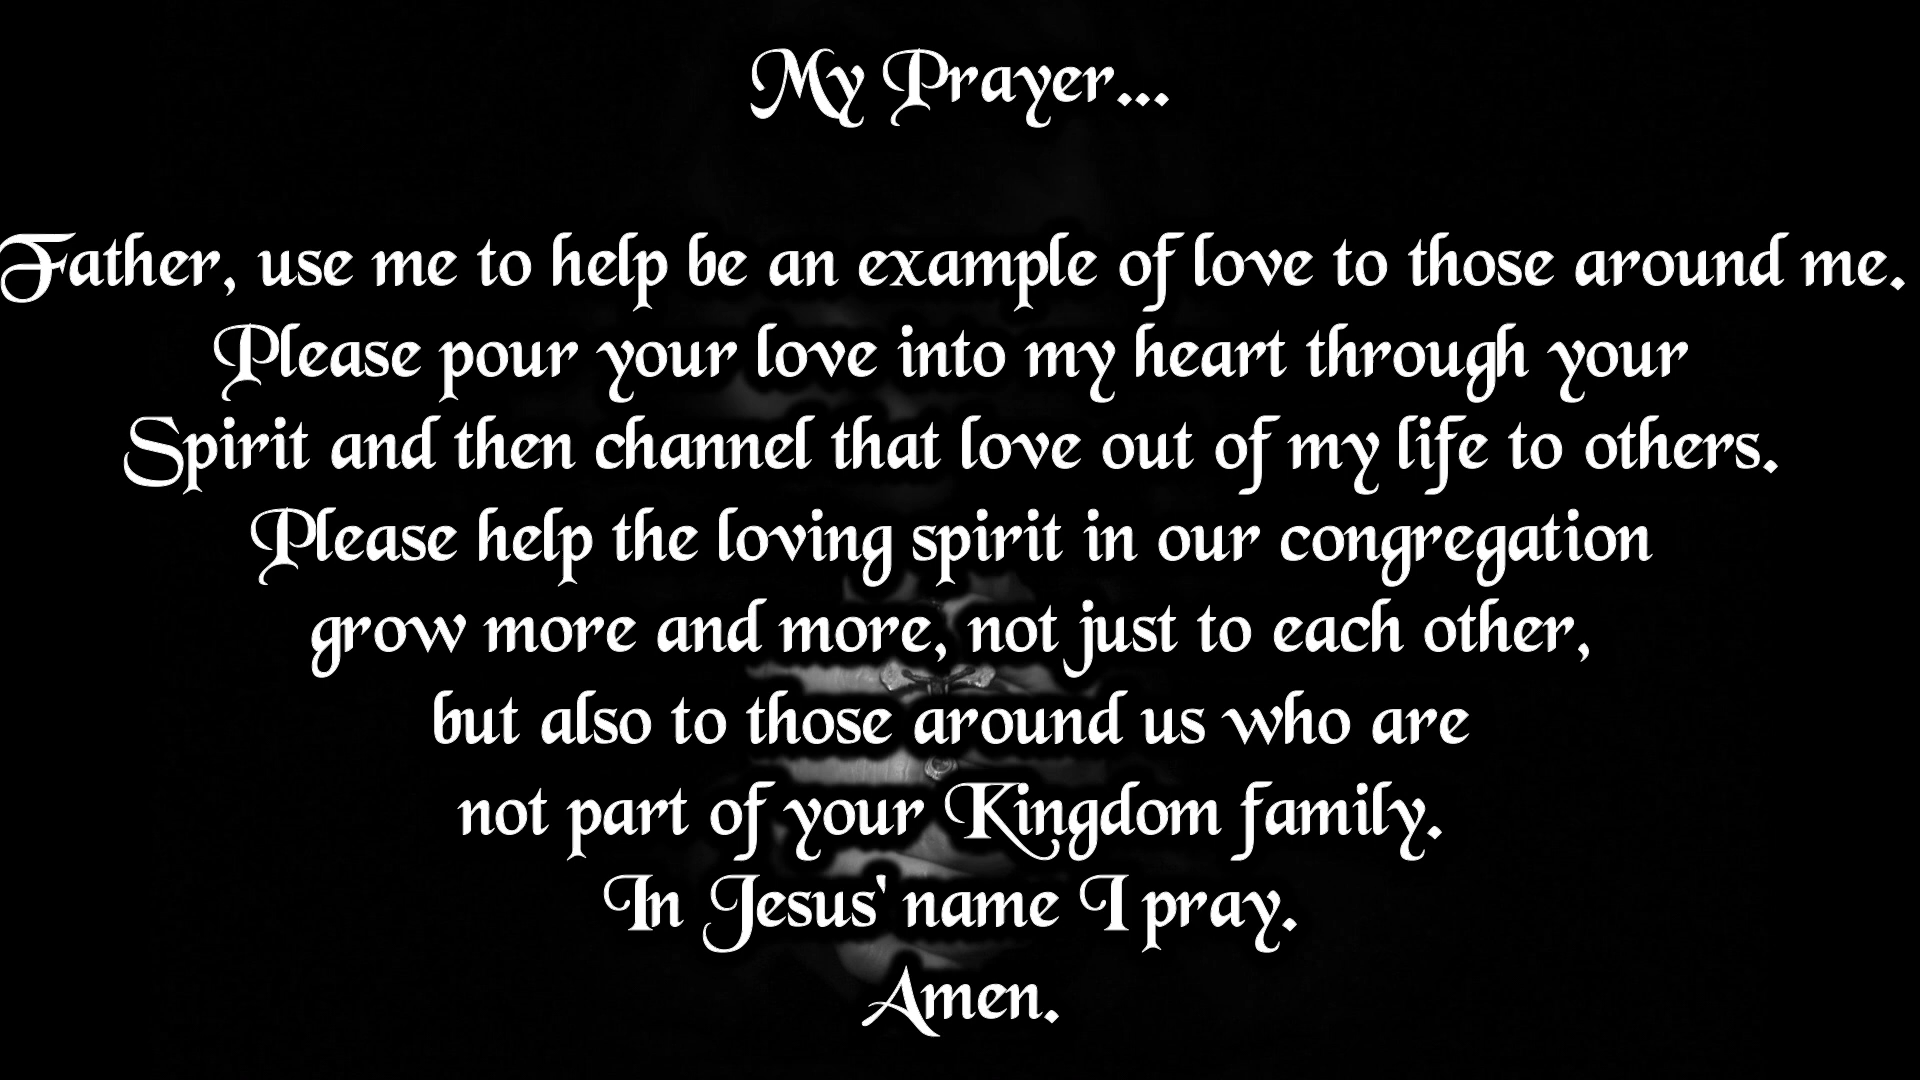 My Prayer...
Father, use me to help be an example of love to those around me.
Please pour your love into my heart through your
Spirit and then channel that love out of my life to others.
Please help the loving spirit in our congregation
grow more and more, not just to each other,
but also to those around us who are
not part of your Kingdom family.
In Jesus' name I pray.
Amen.